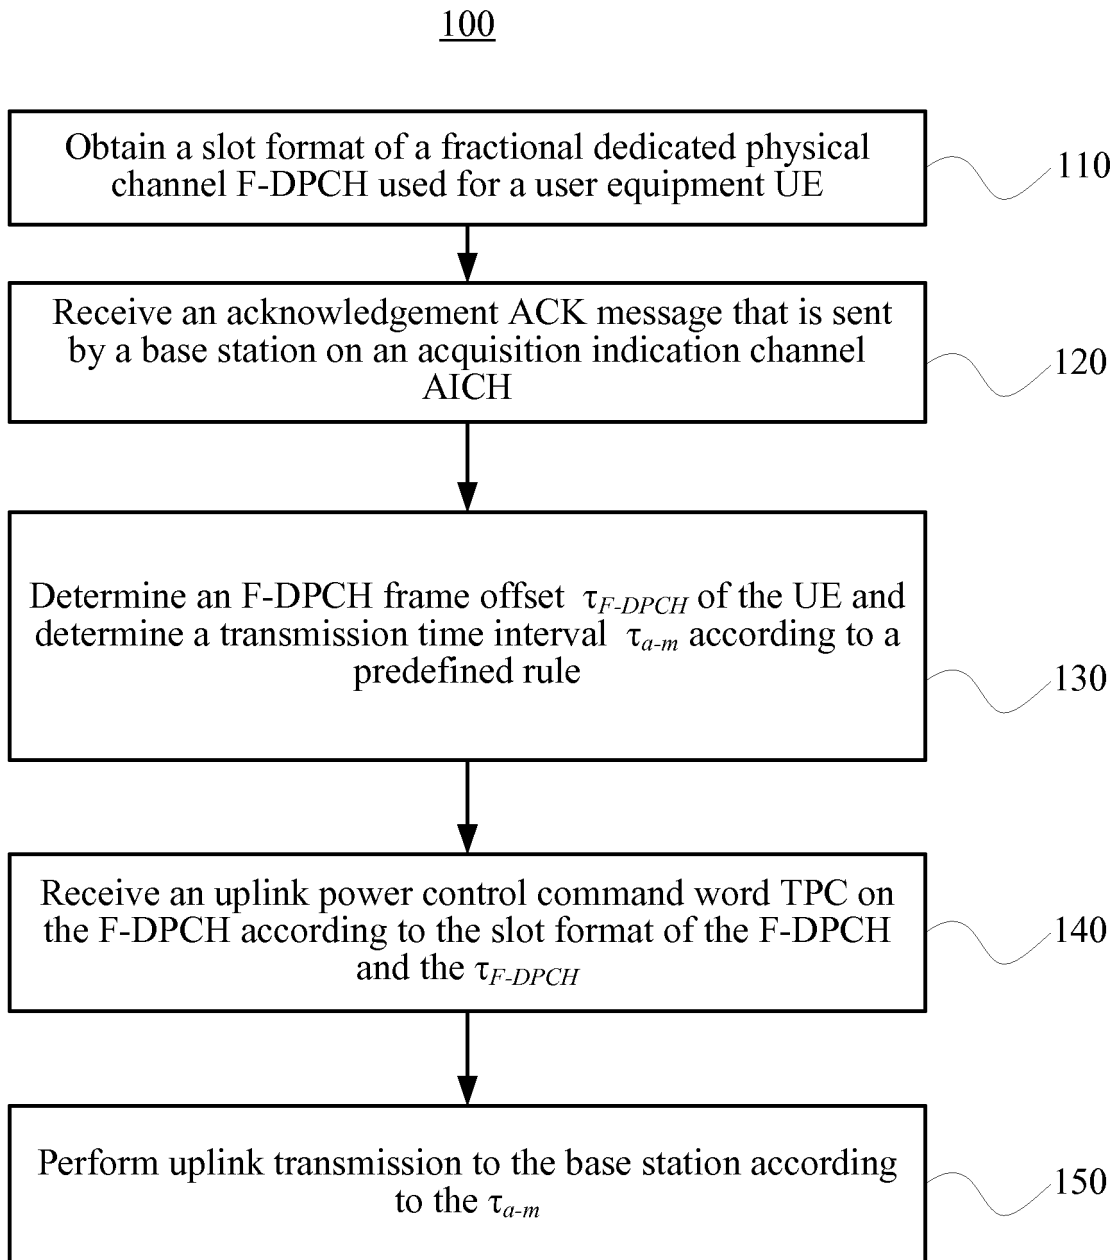 100
Obtain a slot format of a fractional dedicated physical
channel F-DPCH used for a user equipment UE
110
Receive an acknowledgement ACK message that is sent
by a base station on an acquisition indication channel
AICH
120
Determine an F-DPCH frame offset τF-DPCH of the UE and
determine a transmission time interval τa-m according to a
predefined rule
130
Receive an uplink power control command word TPC on
the F-DPCH according to the slot format of the F-DPCH
and the τF-DPCH
140
Perform uplink transmission to the base station according
to the τa-m
150